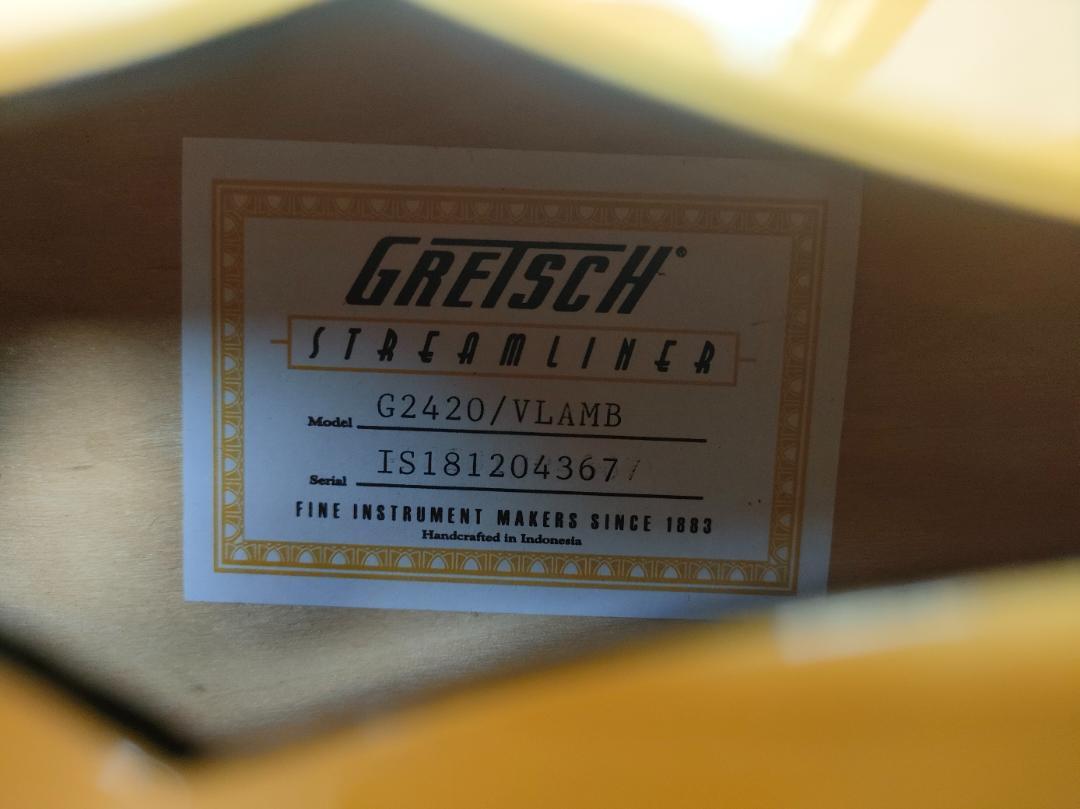 GRETSCH®
STREAMLINER
Model G2420/VLAMB
Serial IS181204367
FINE INSTRUMENT MAKERS SINCE 1883
Handcrafted in Indonesia